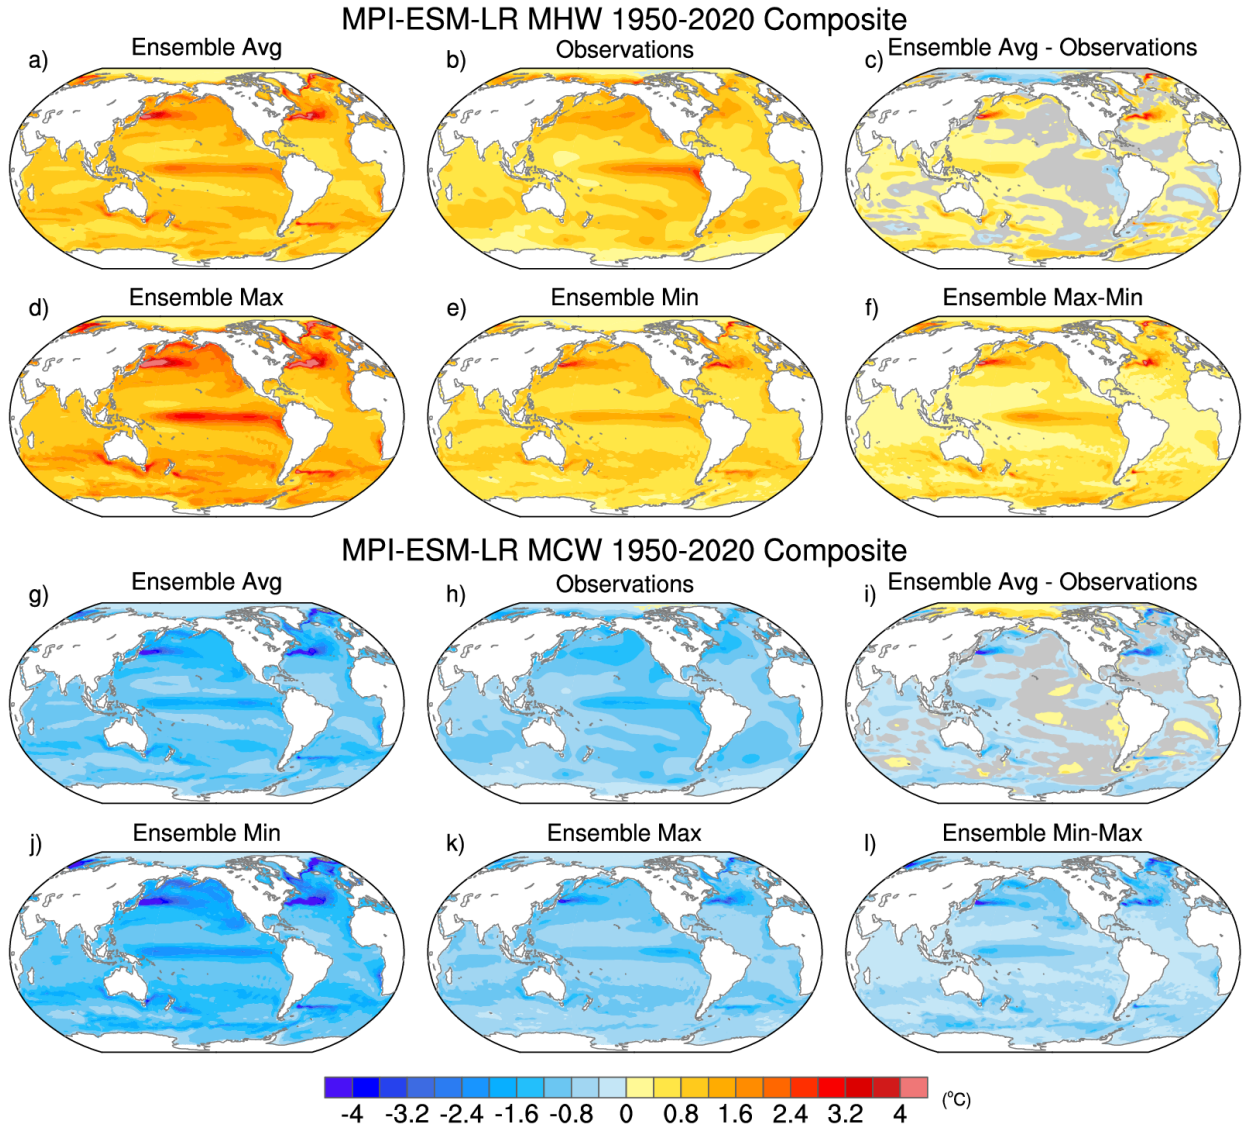 MPI-ESM-LR MHW 1950-2020 Composite
a) Ensemble Avg
b) Observations
c) Ensemble Avg - Observations
d) Ensemble Max
e) Ensemble Min
f) Ensemble Max-Min
MPI-ESM-LR MCW 1950-2020 Composite
g) Ensemble Avg
h) Observations
i) Ensemble Avg - Observations
j) Ensemble Min
k) Ensemble Max
l) Ensemble Min-Max
-4 -3.2 -2.4 -1.6 -0.8 0 0.8 1.6 2.4 3.2 4 (°C)